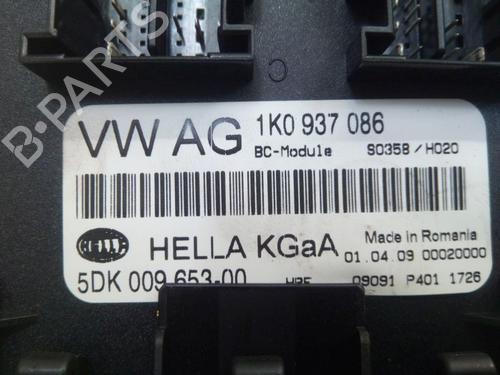 C
VW AG 1K0 937 086
BC-Module S0358/H020
HELLA
HELLA KGaA Made in Romania
01.04.09 00020000
5DK 009 653-00 09091 P401 1726
B-PARTS